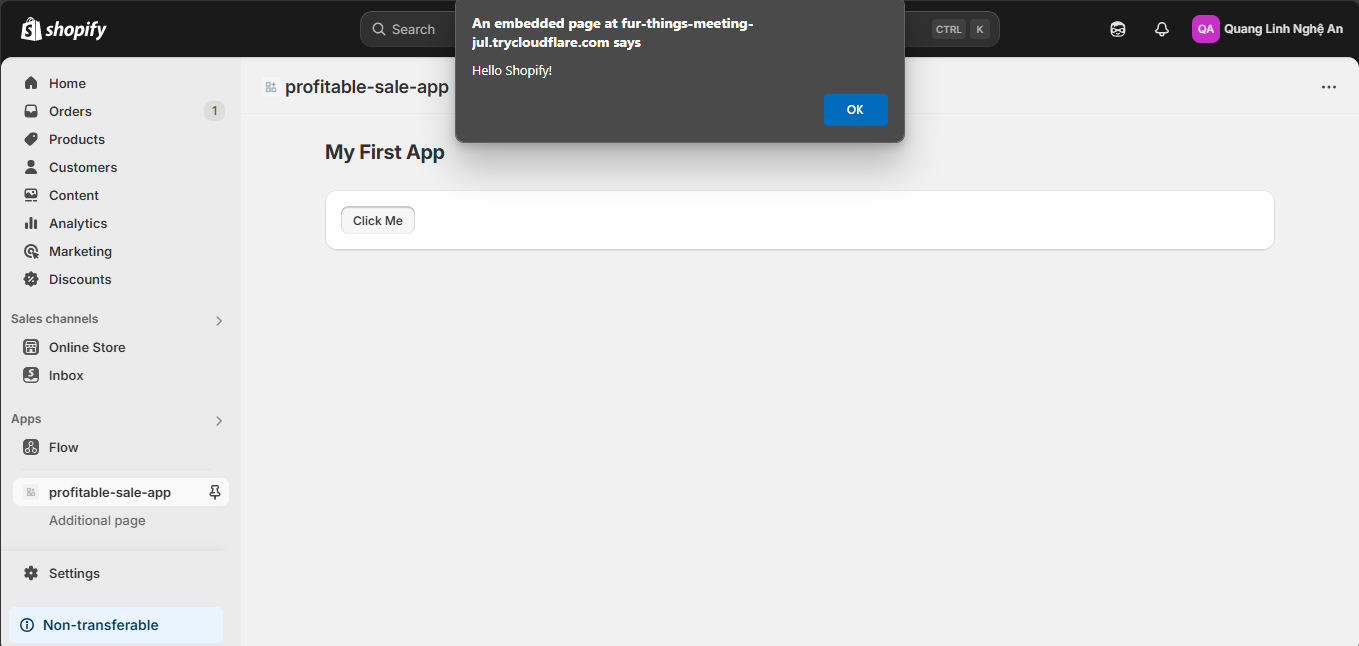 shopify
Search
CTRL K
QA Quang Linh Nghệ An
An embedded page at fur-things-meeting-
jul.trycloudflare.com says
Hello Shopify!
OK
Home
Orders 1
Products
Customers
Content
Analytics
Marketing
Discounts
Sales channels
Online Store
Inbox
Apps
Flow
profitable-sale-app
Additional page
Settings
Non-transferable
profitable-sale-app
My First App
Click Me